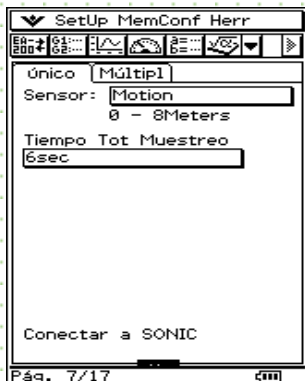 SetUp MemConf Herr
único Múltipl
Sensor: Motion
0 - 8Meters
Tiempo Tot Muestreo
6sec
Conectar a SONIC
Pág. 7/17